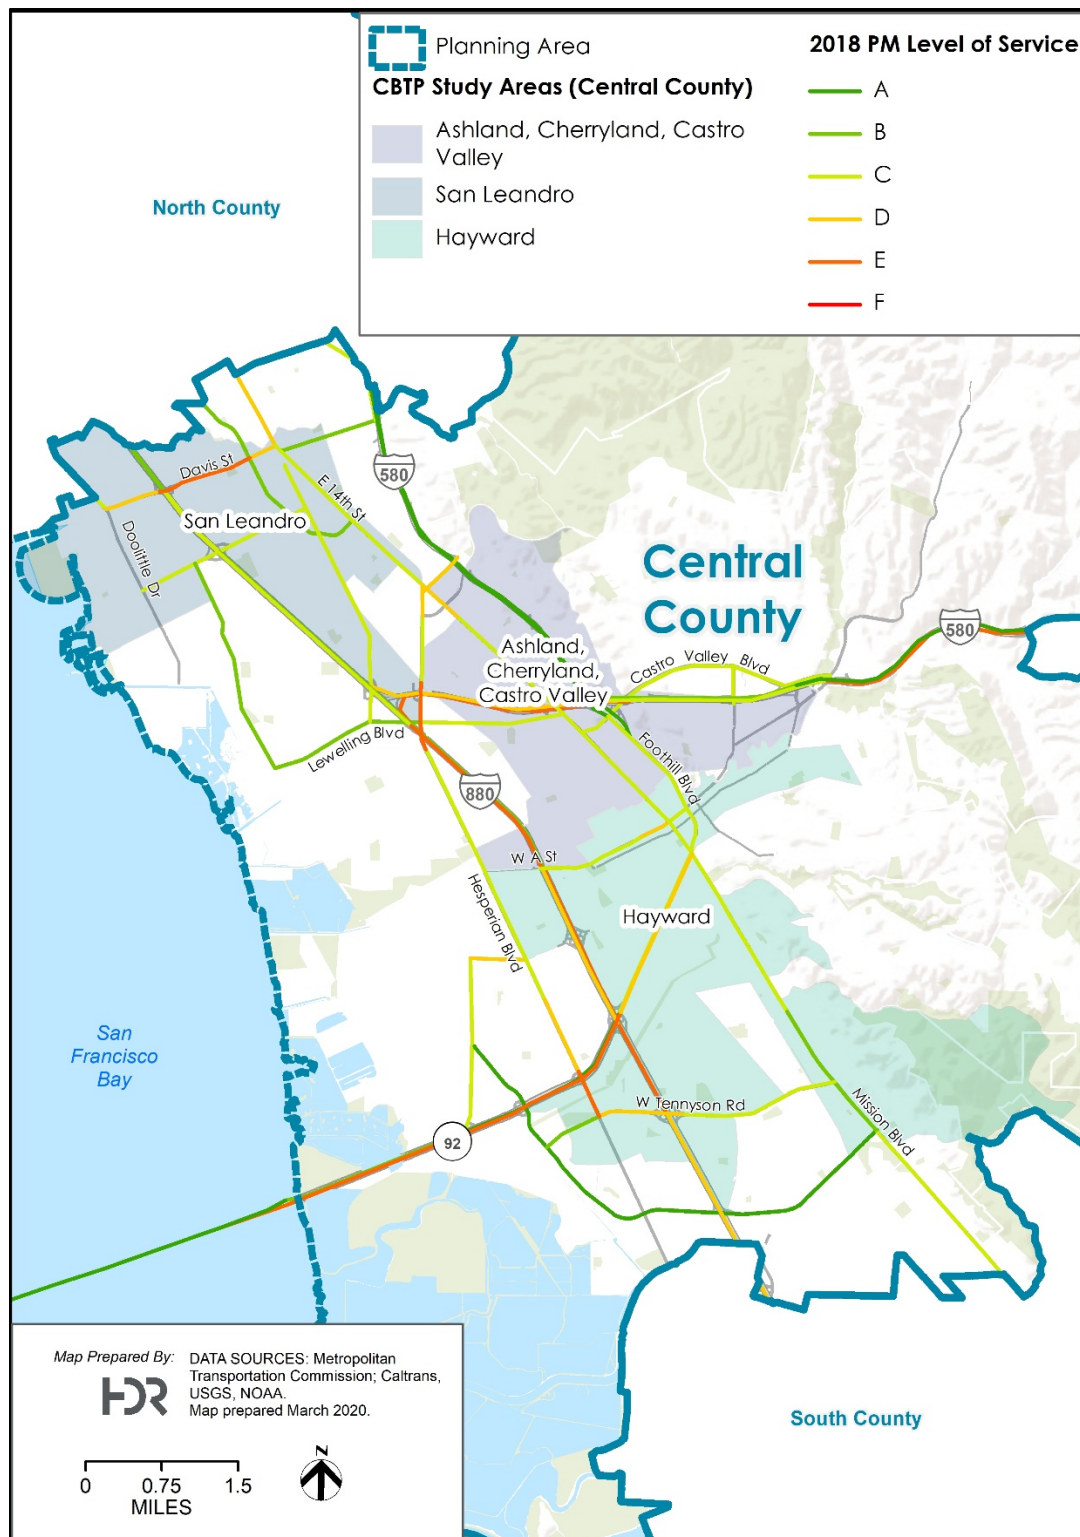 Planning Area
CBTP Study Areas (Central County)
Ashland, Cherryland, Castro
Valley
San Leandro
Hayward
2018 PM Level of Service
A
B
C
D
E
F
North County
580
Davis St
E 14th St
San Leandro
Doolittle Dr
Central
County
580
Ashland,
Cherryland,
Castro Valley
Castro Valley Blvd
Lewelling Blvd
Foothill Blvd
880
W A St
Hesperian Blvd
Hayward
San
Francisco
Bay
W Tennyson Rd
Mission Blvd
92
Map Prepared By:
HDR
DATA SOURCES: Metropolitan
Transportation Commission; Caltrans,
USGS, NOAA.
Map prepared March 2020.
0 0.75 1.5
MILES
N
South County